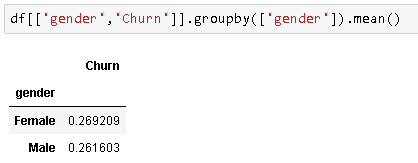 df[['gender','Churn']].groupby(['gender']).mean()
Churn
gender
Female 0.269209
Male 0.261603